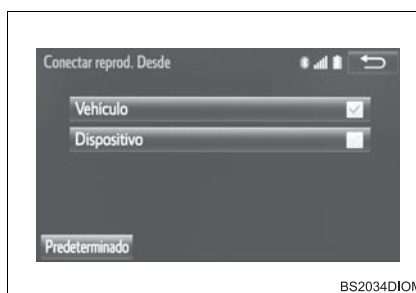 Conectar reprod. Desde
Vehículo
Dispositivo
Predeterminado
BS2034DIOM